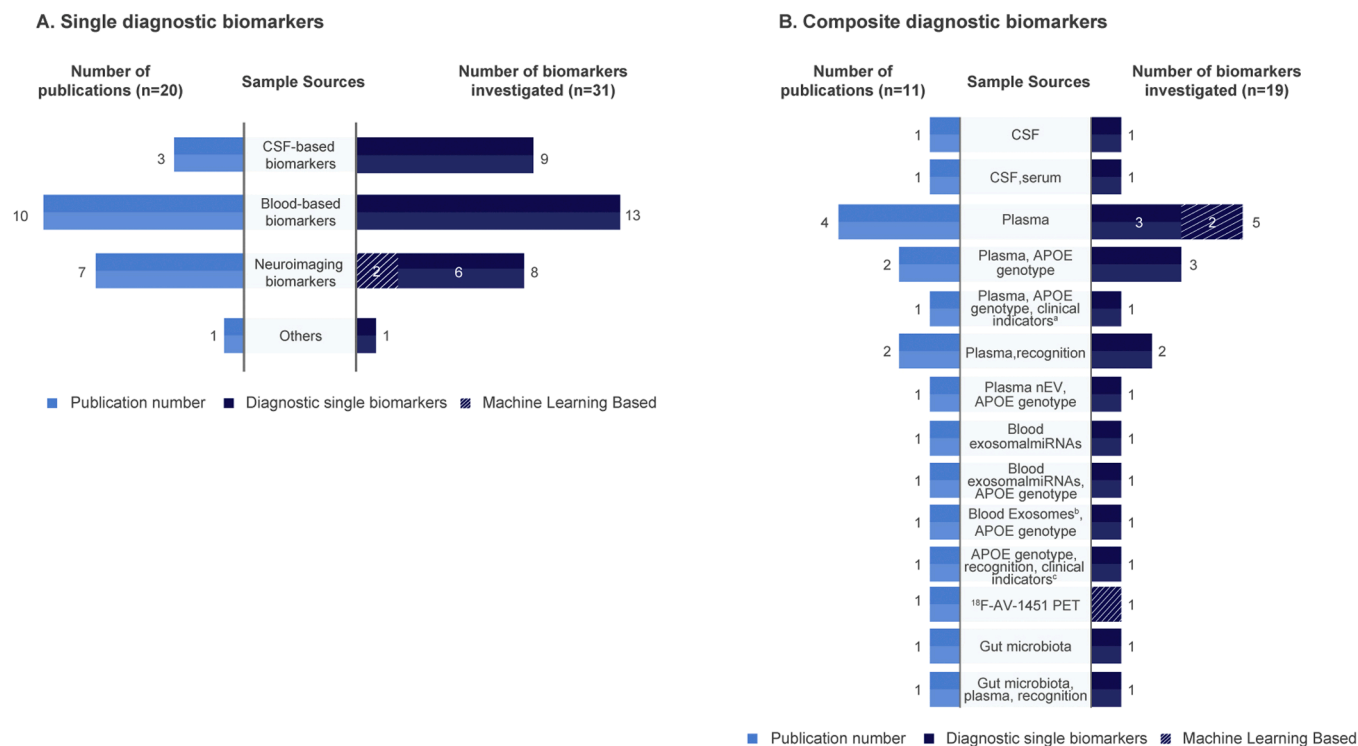 A. Single diagnostic biomarkers
Number of
publications (n=20)
Sample Sources
Number of biomarkers
investigated (n=31)
3
CSF-based
biomarkers
9
10
Blood-based
biomarkers
13
7
Neuroimaging
biomarkers
2
6
8
1
Others
1
Publication number
Diagnostic single biomarkers
Machine Learning Based
B. Composite diagnostic biomarkers
Number of
publications (n=11)
Sample Sources
Number of biomarkers
investigated (n=19)
1
CSF
1
1
CSF,serum
1
4
Plasma
3
2
5
2
Plasma, APOE
genotype
3
1
Plasma, APOE
genotype, clinical
indicatorsᵃ
1
2
Plasma,recognition
2
1
Plasma nEV,
APOE genotype
1
1
Blood
exosomalmiRNAs
1
1
Blood
exosomalmiRNAs,
APOE genotype
1
1
Blood Exosomesᵇ,
APOE genotype
1
1
APOE genotype,
recognition, clinical
indicatorsᶜ
1
1
¹⁸F-AV-1451 PET
1
1
Gut microbiota
1
1
Gut microbiota,
plasma, recognition
1
Publication number
Diagnostic single biomarkers
Machine Learning Based